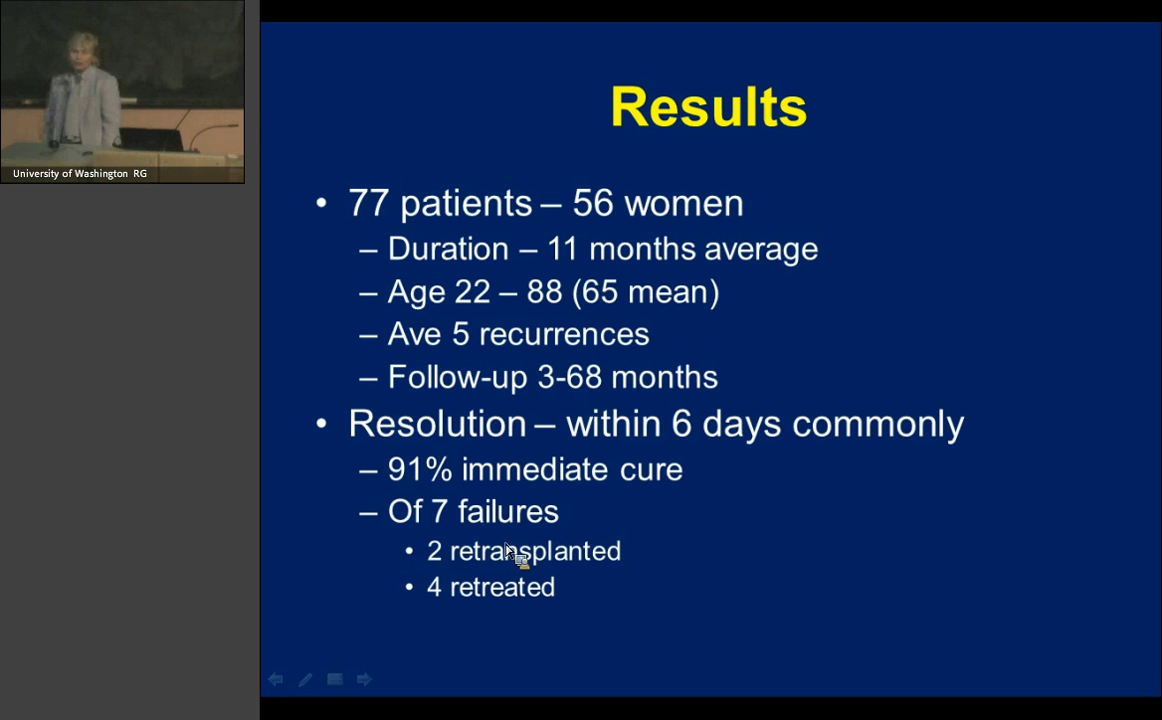 University of Washington RG
Results
• 77 patients – 56 women
– Duration – 11 months average
– Age 22 – 88 (65 mean)
– Ave 5 recurrences
– Follow-up 3-68 months
• Resolution – within 6 days commonly
– 91% immediate cure
– Of 7 failures
• 2 retransplanted
• 4 retreated